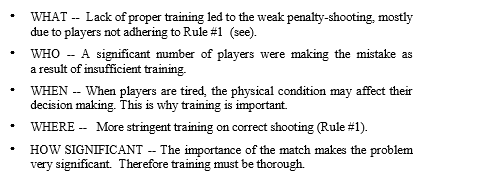 • WHAT -- Lack of proper training led to the weak penalty-shooting, mostly
due to players not adhering to Rule #1 (see).
• WHO -- A significant number of players were making the mistake as
a result of insufficient training.
• WHEN -- When players are tired, the physical condition may affect their
decision making. This is why training is important.
• WHERE -- More stringent training on correct shooting (Rule #1).
• HOW SIGNIFICANT -- The importance of the match makes the problem
very significant. Therefore training must be thorough.